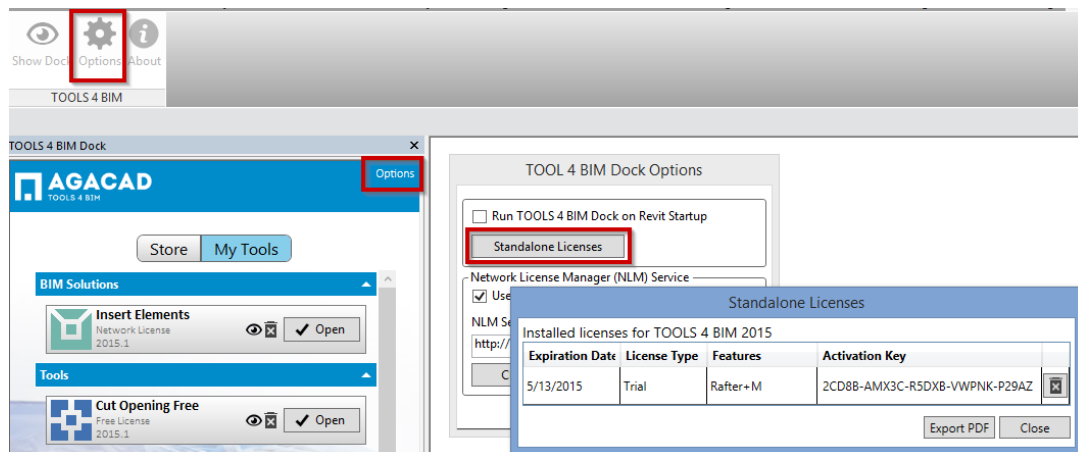 Show Dock Options About
TOOLS 4 BIM
TOOLS 4 BIM Dock
Options
AGACAD
TOOLS 4 BIM
Store My Tools
BIM Solutions
Insert Elements
Network License
2015.1
Open
Tools
Cut Opening Free
Free License
2015.1
Open
TOOL 4 BIM Dock Options
Run TOOLS 4 BIM Dock on Revit Startup
Standalone Licenses
Network License Manager (NLM) Service
Use
NLM Se
http://
C
Standalone Licenses
Installed licenses for TOOLS 4 BIM 2015
Expiration Date License Type Features Activation Key
5/13/2015 Trial Rafter+M 2CD8B-AMX3C-R5DXB-VWPNK-P29AZ
Export PDF Close